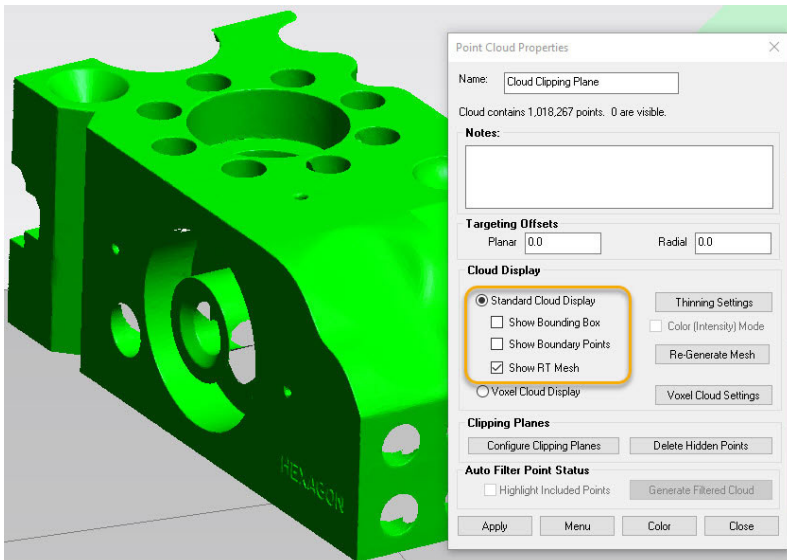 Point Cloud Properties
Name: Cloud Clipping Plane
Cloud contains 1,018,267 points. 0 are visible.
Notes:
Targeting Offsets
Planar 0.0 Radial 0.0
Cloud Display
Standard Cloud Display Thinning Settings
Show Bounding Box Color (Intensity) Mode
Show Boundary Points Re-Generate Mesh
Show RT Mesh
Voxel Cloud Display Voxel Cloud Settings
Clipping Planes
Configure Clipping Planes Delete Hidden Points
Auto Filter Point Status
Highlight Included Points Generate Filtered Cloud
Apply Menu Color Close
HEXAGON